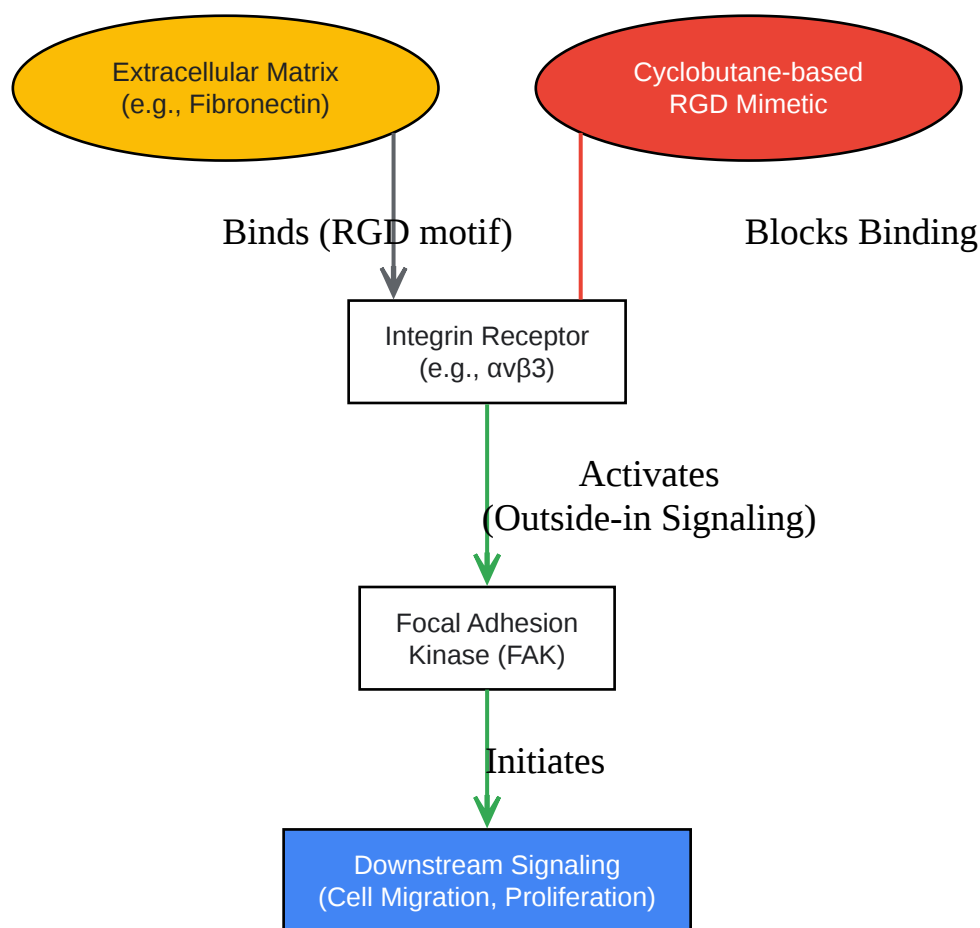 Extracellular Matrix
(e.g., Fibronectin)
Cyclobutane-based
RGD Mimetic
Binds (RGD motif)
Blocks Binding
Integrin Receptor
(e.g., αvβ3)
Activates
(Outside-in Signaling)
Focal Adhesion
Kinase (FAK)
Initiates
Downstream Signaling
(Cell Migration, Proliferation)